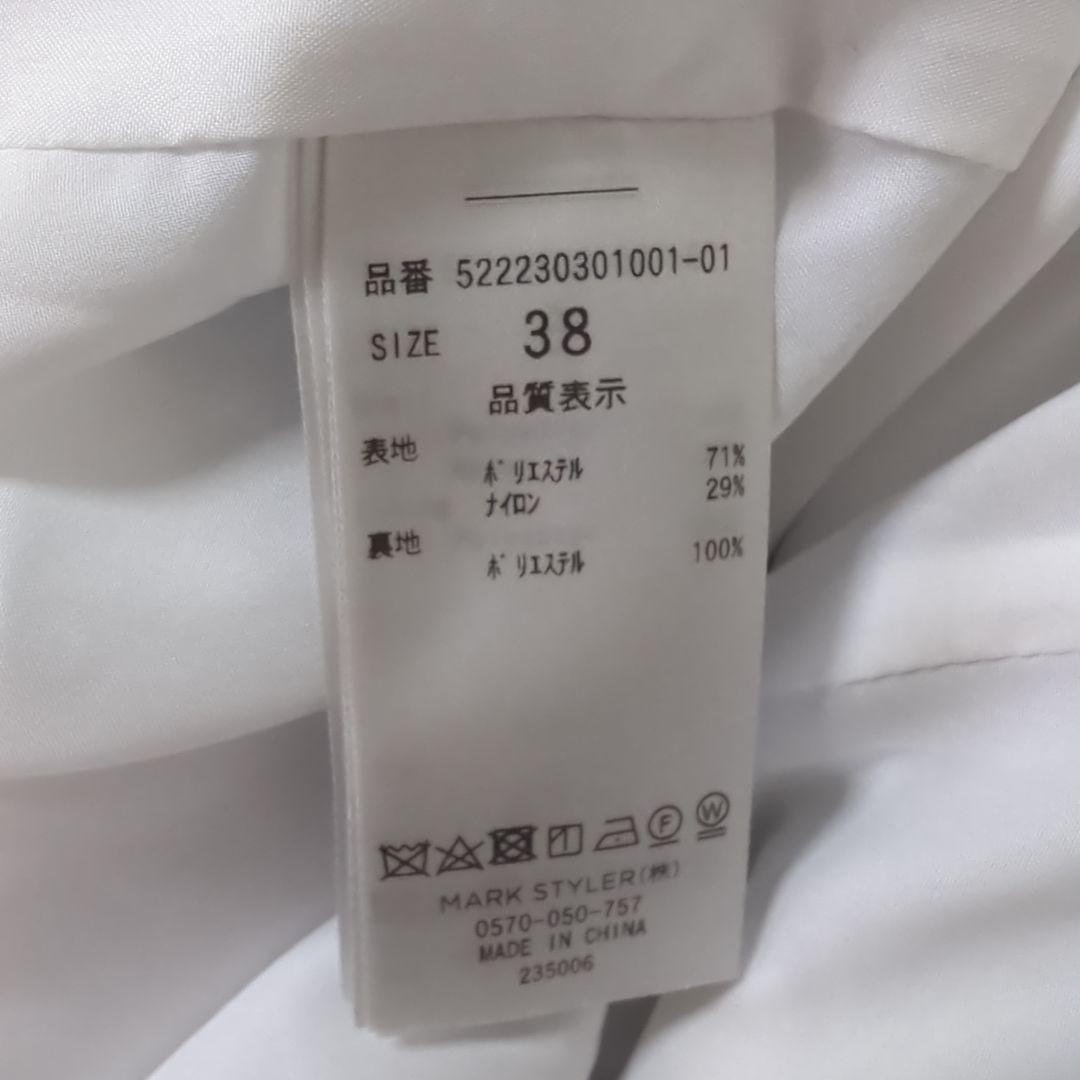 品番 522230301001-01
SIZE 38
品質表示
表地
ポリエステル 71%
ナイロン 29%
裏地
ポリエステル 100%
F W
MARK STYLER(株)
0570-050-757
MADE IN CHINA
235006